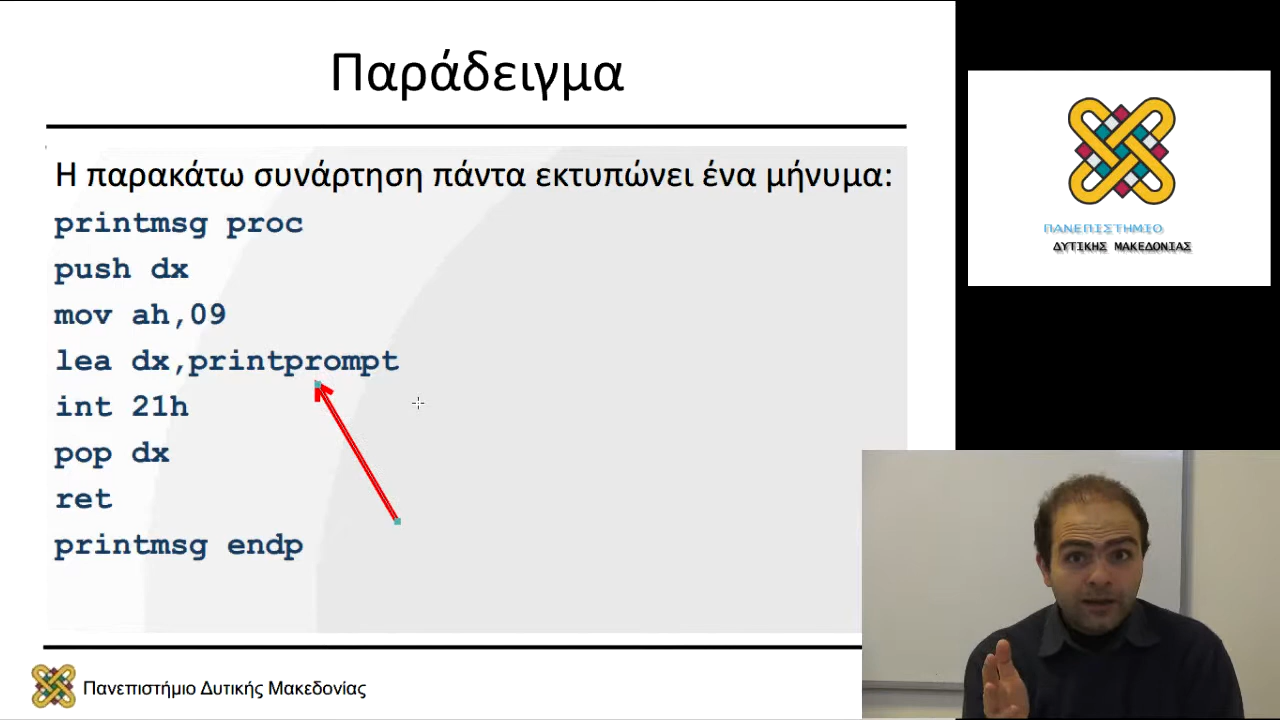 Παράδειγμα
Η παρακάτω συνάρτηση πάντα εκτυπώνει ένα μήνυμα:
printmsg proc
push dx
mov ah,09
lea dx,printprompt
int 21h
pop dx
ret
printmsg endp
Πανεπιστήμιο Δυτικής Μακεδονίας
ΠΑΝΕΠΙΣΤΗΜΙΟ
ΔΥΤΙΚΗΣ ΜΑΚΕΔΟΝΙΑΣ